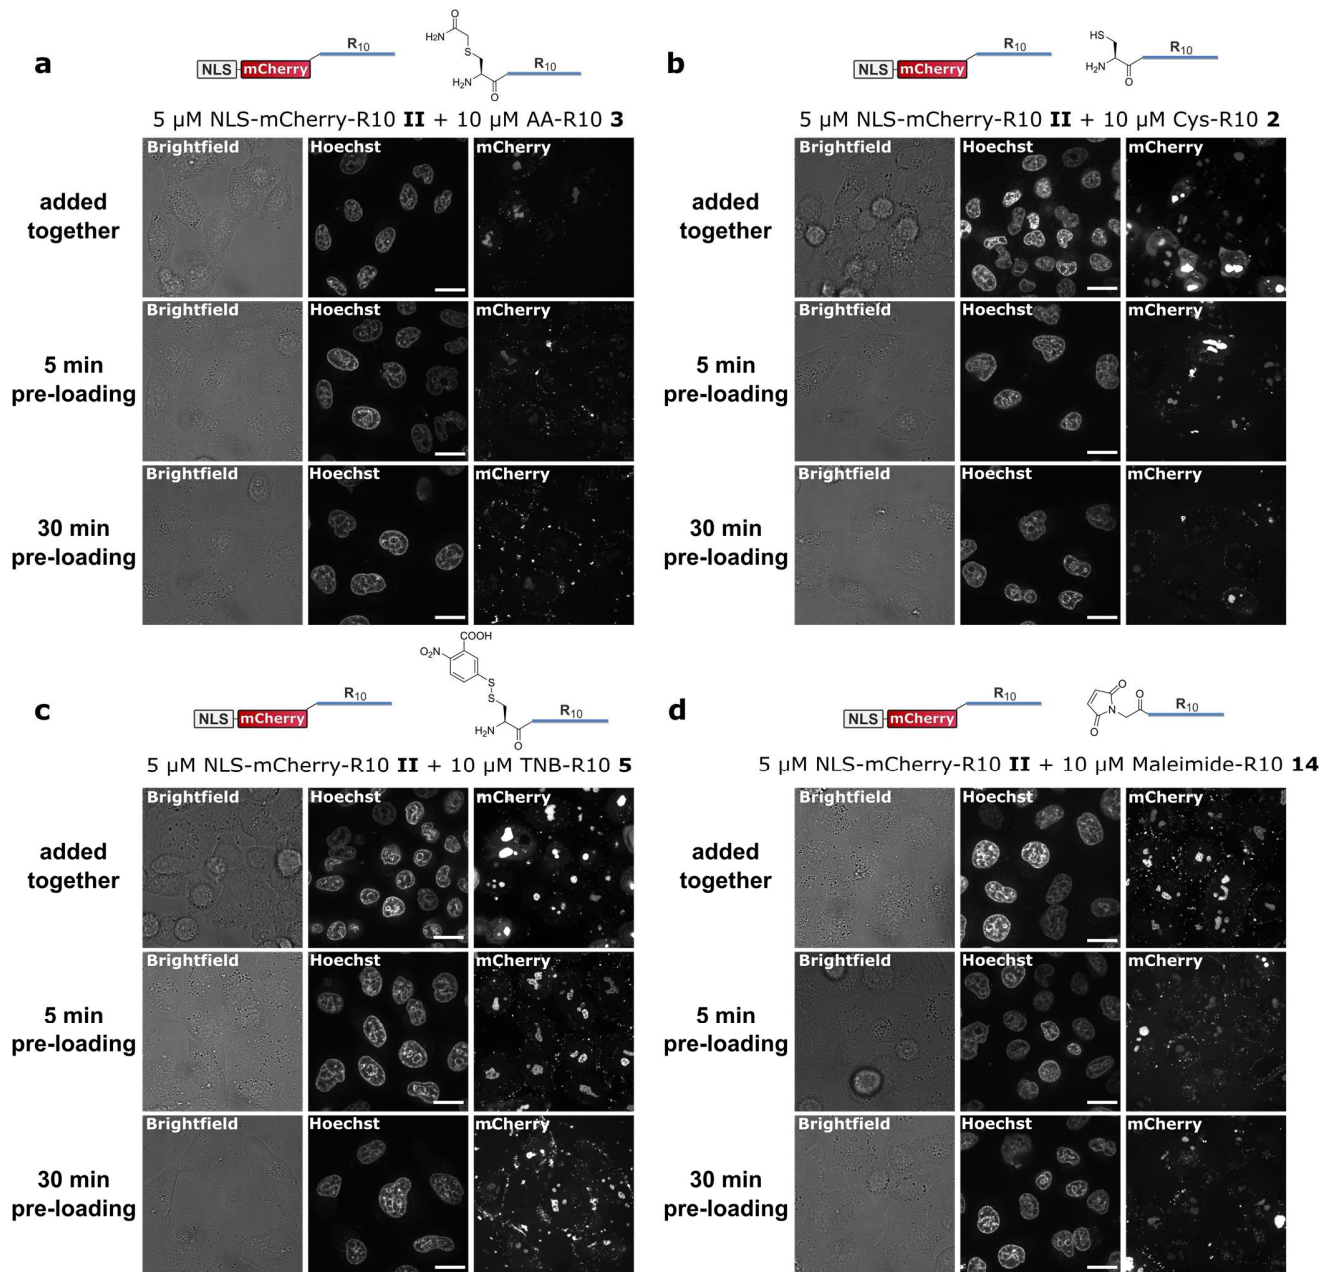 a
NLS mCherry R10
H2N O S H2N O R10
5 µM NLS-mCherry-R10 II + 10 µM AA-R10 3
added together
Brightfield Hoechst mCherry
5 min pre-loading
Brightfield Hoechst mCherry
30 min pre-loading
Brightfield Hoechst mCherry
b
NLS mCherry R10
HS H2N O R10
5 µM NLS-mCherry-R10 II + 10 µM Cys-R10 2
added together
Brightfield Hoechst mCherry
5 min pre-loading
Brightfield Hoechst mCherry
30 min pre-loading
Brightfield Hoechst mCherry
c
NLS mCherry R10
COOH O2N S S H2N O R10
5 µM NLS-mCherry-R10 II + 10 µM TNB-R10 5
added together
Brightfield Hoechst mCherry
5 min pre-loading
Brightfield Hoechst mCherry
30 min pre-loading
Brightfield Hoechst mCherry
d
NLS mCherry R10
O N O O R10
5 µM NLS-mCherry-R10 II + 10 µM Maleimide-R10 14
added together
Brightfield Hoechst mCherry
5 min pre-loading
Brightfield Hoechst mCherry
30 min pre-loading
Brightfield Hoechst mCherry